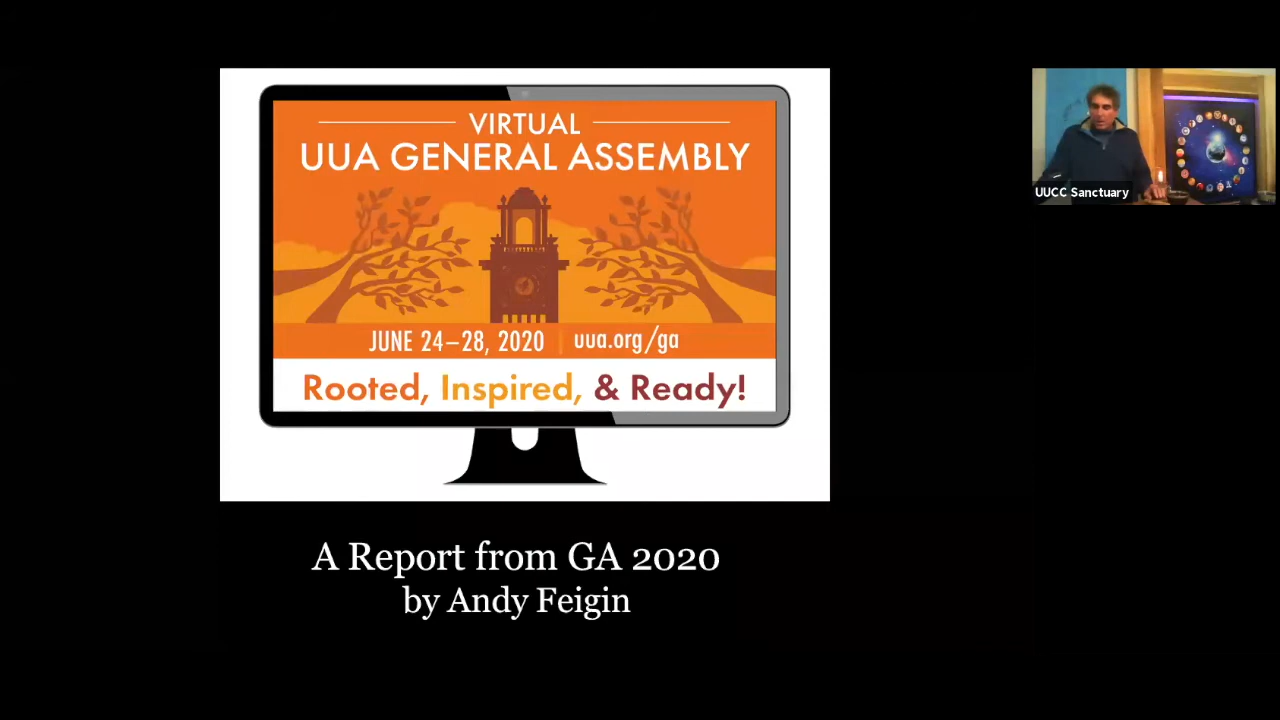 VIRTUAL
UUA GENERAL ASSEMBLY
JUNE 24–28, 2020 | uua.org/ga
Rooted, Inspired, & Ready!
A Report from GA 2020
by Andy Feigin
UUCC Sanctuary